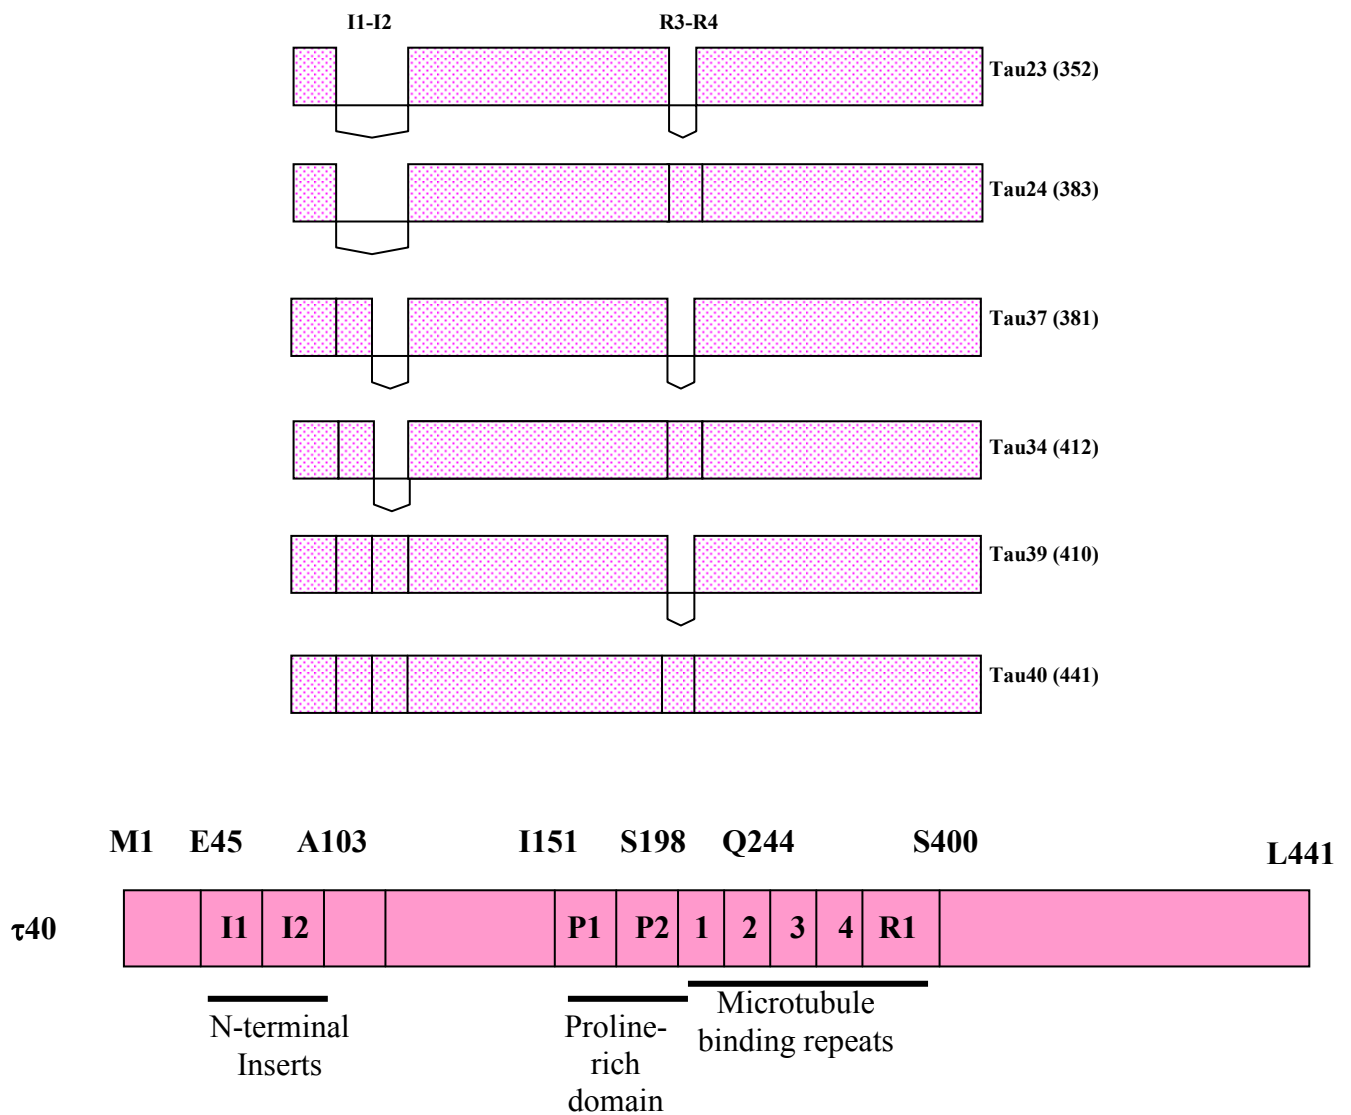 I1-I2 R3-R4
Tau23 (352)
Tau24 (383)
Tau37 (381)
Tau34 (412)
Tau39 (410)
Tau40 (441)
M1 E45 A103 I151 S198 Q244 S400 L441
τ40 I1 I2 P1 P2 1 2 3 4 R1
N-terminal
Inserts
Proline-
rich
domain
Microtubule
binding repeats